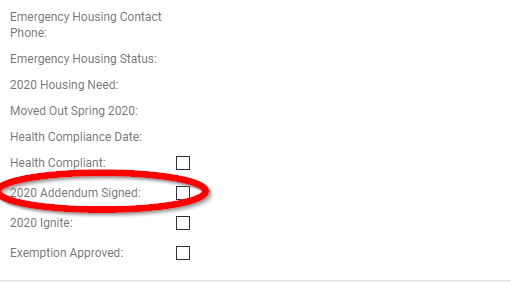 Emergency Housing Contact
Phone:
Emergency Housing Status:
2020 Housing Need:
Moved Out Spring 2020:
Health Compliance Date:
Health Compliant:
2020 Addendum Signed:
2020 Ignite:
Exemption Approved: